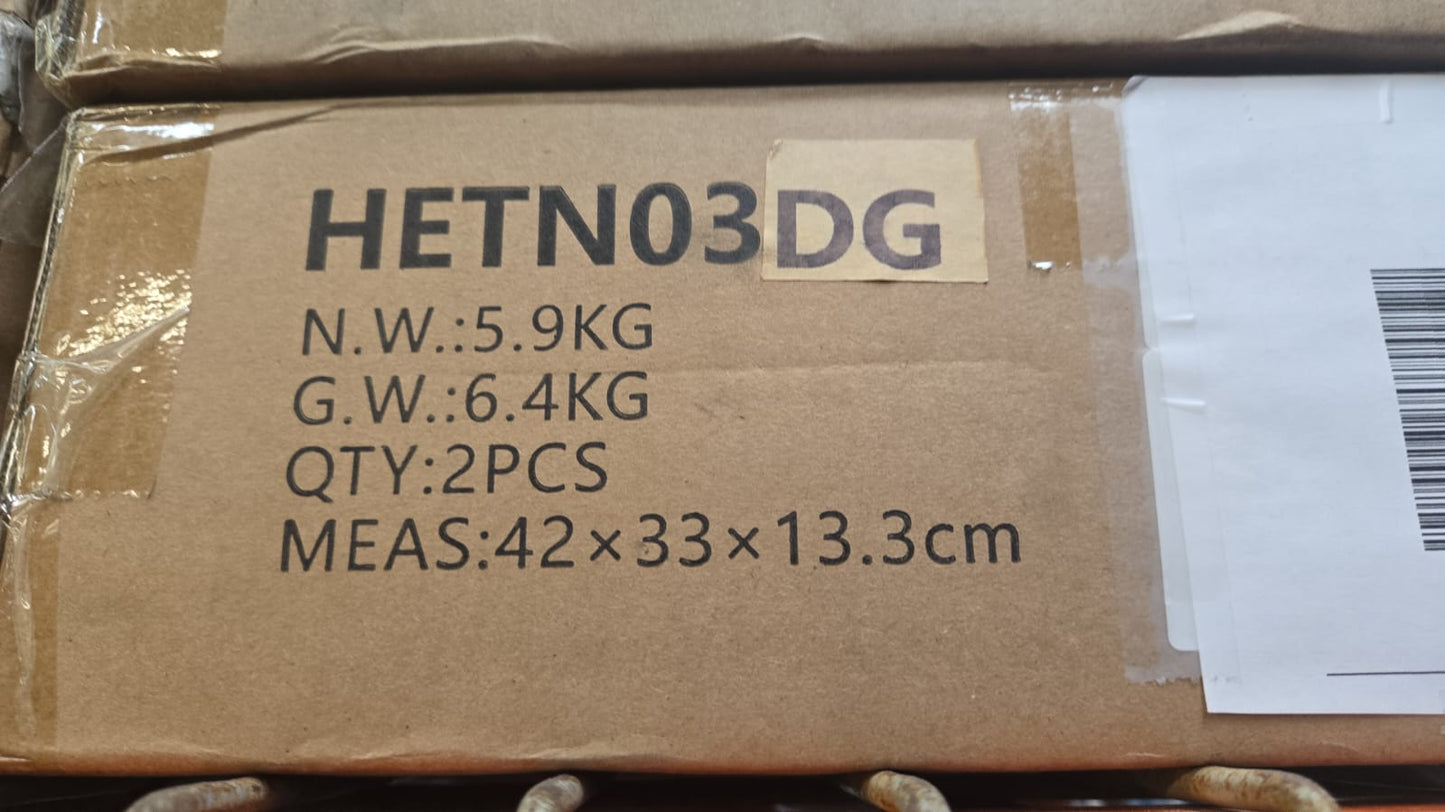 HETN03DG
N.W.:5.9KG
G.W.:6.4KG
QTY:2PCS
MEAS:42×33×13.3cm